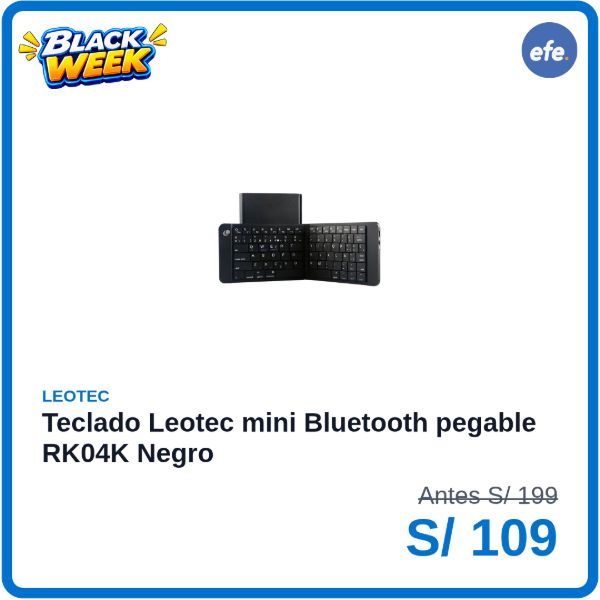 BLACK
WEEK
efe.
LEOTEC
Teclado Leotec mini Bluetooth pegable
RK04K Negro
Antes S/ 199
S/ 109